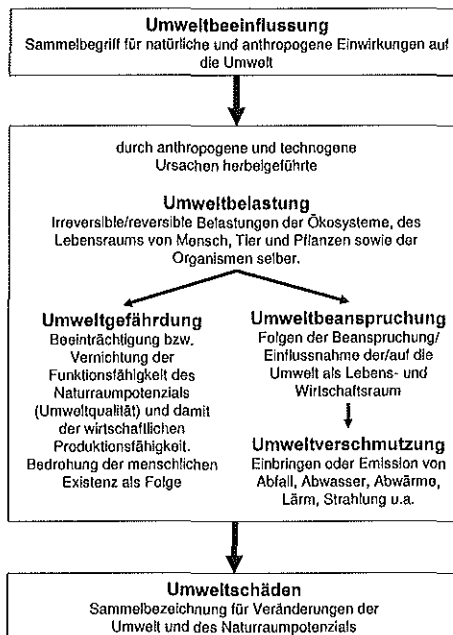 Umweltbeeinflussung
Sammelbegriff für natürliche und anthropogene Einwirkungen auf
die Umwelt
durch anthropogene und technogene
Ursachen herbeigeführte
Umweltbelastung
Irreversible/reversible Belastungen der Ökosysteme, des
Lebensraums von Mensch, Tier und Pflanzen sowie der
Organismen selber.
Umweltgefährdung
Beeinträchtigung bzw.
Vernichtung der
Funktionsfähigkeit des
Naturraumpotenzials
(Umweltqualität) und damit
der wirtschaftlichen
Produktionsfähigkeit.
Bedrohung der menschlichen
Existenz als Folge
Umweltbeanspruchung
Folgen der Beanspruchung/
Einflussnahme der/auf die
Umwelt als Lebens- und
Wirtschaftsraum
Umweltverschmutzung
Einbringen oder Emission von
Abfall, Abwasser, Abwärme,
Lärm, Strahlung u.a.
Umweltschäden
Sammelbezeichnung für Veränderungen der
Umwelt und des Naturraumpotenzials